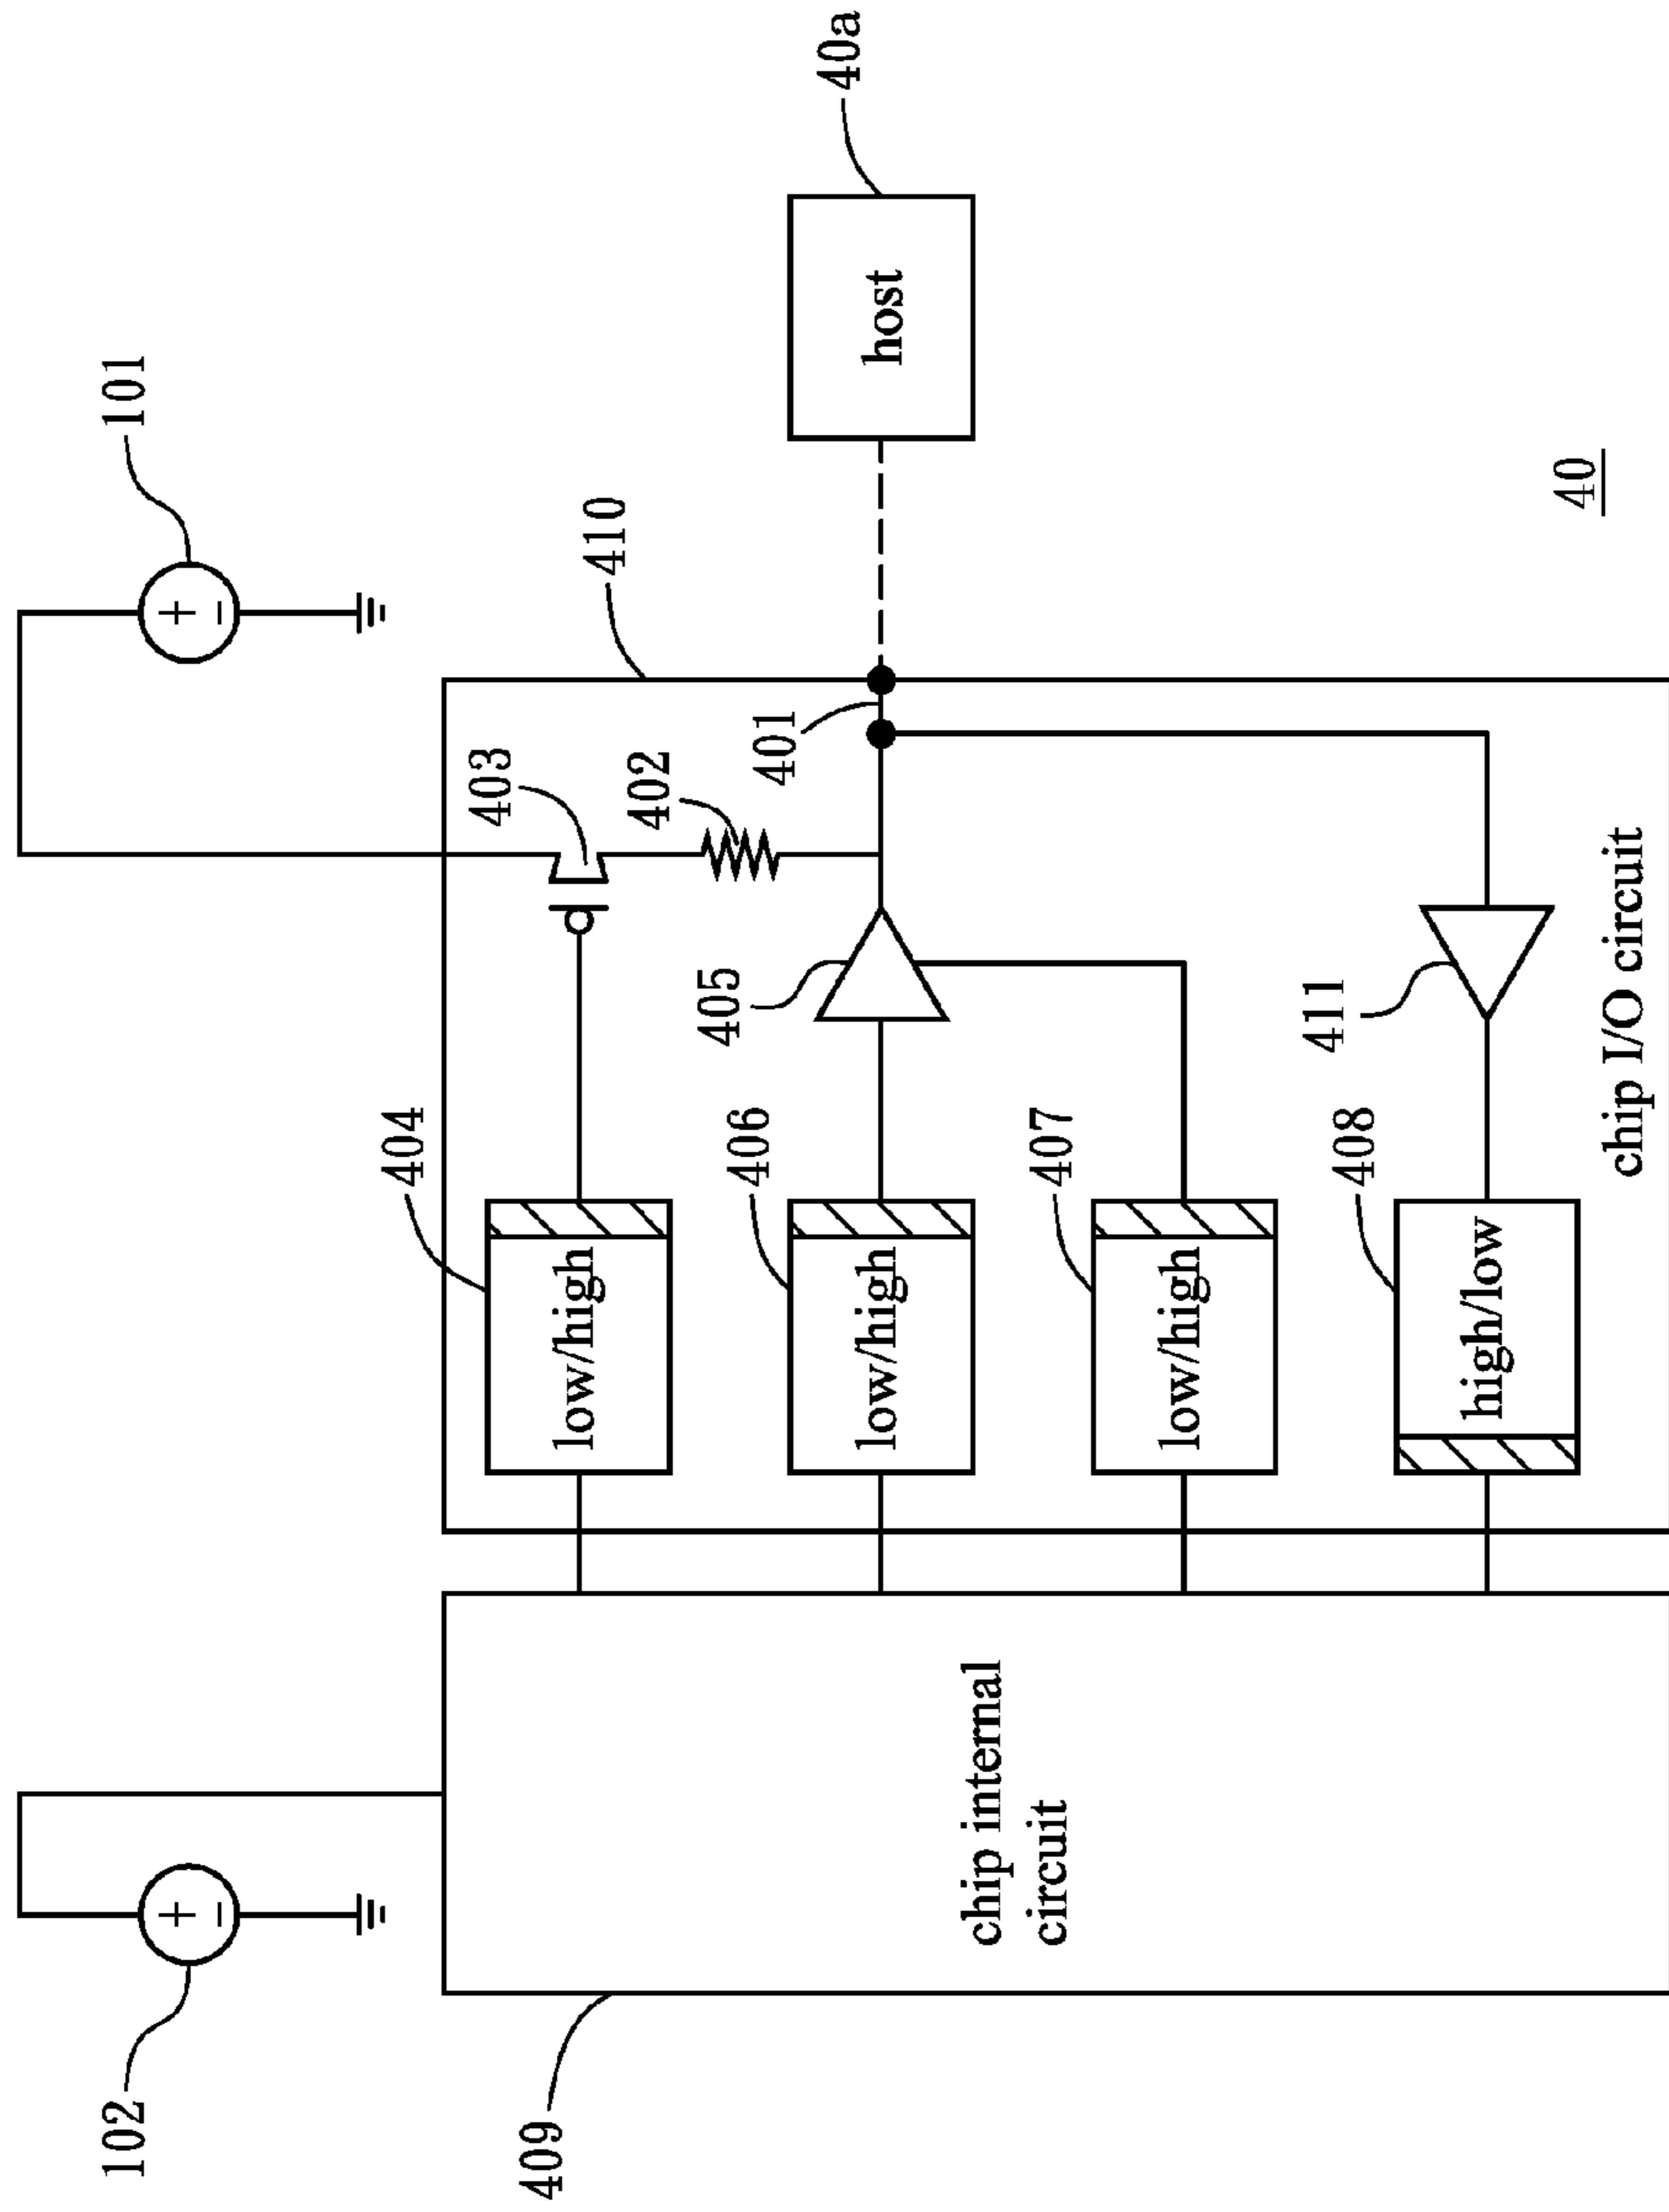 102
101
409
chip internal
circuit
404
low/high
406
low/high
407
low/high
408
high/low
403
402
405
401
411
410
chip I/O circuit
host
40a
40
+
−
+
−